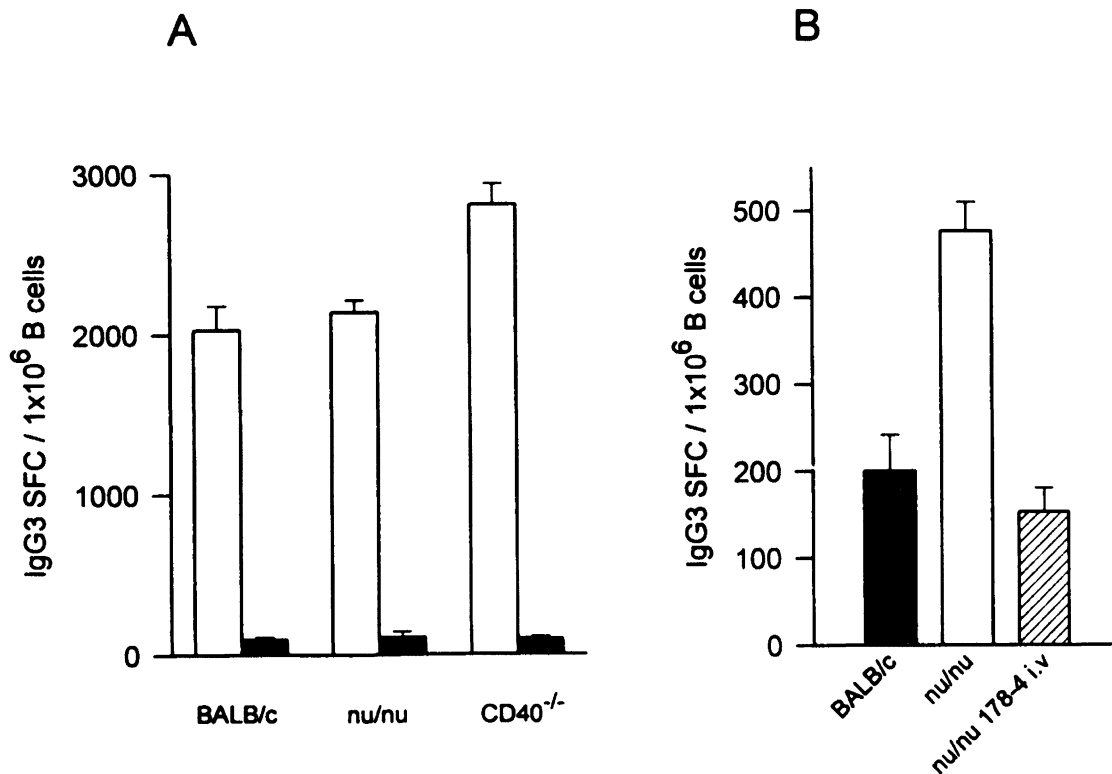 A
IgG3 SFC / 1x10⁶ B cells
3000
2000
1000
0
BALB/c
nu/nu
CD40⁻/⁻
B
IgG3 SFC / 1x10⁶ B cells
500
400
300
200
100
0
BALB/c
nu/nu
nu/nu 178-4 i.v